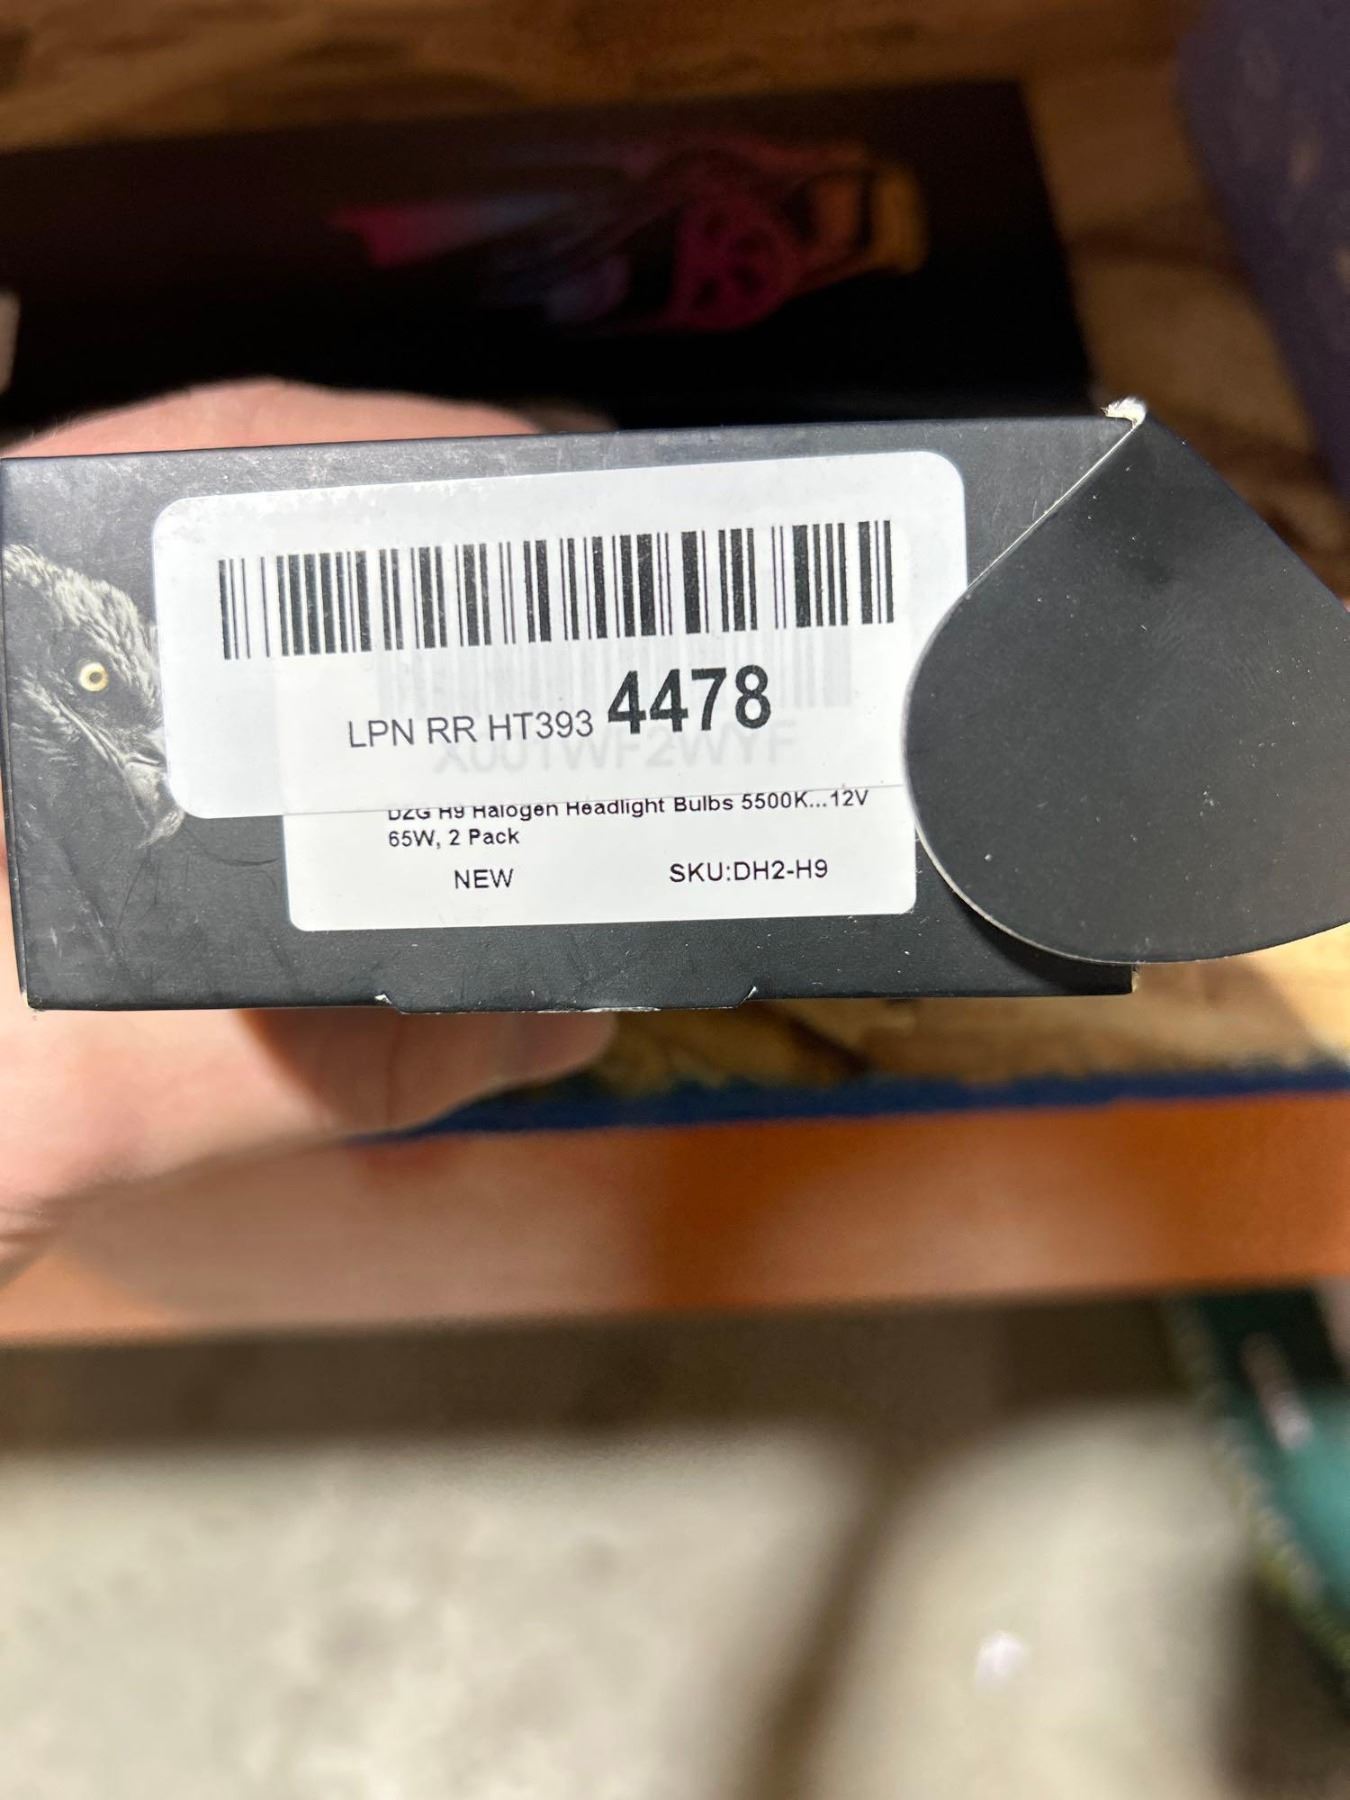 LPN RR HT393 4478
X001WF2WYF
DZG H9 Halogen Headlight Bulbs 5500K...12V
65W, 2 Pack
NEW SKU:DH2-H9